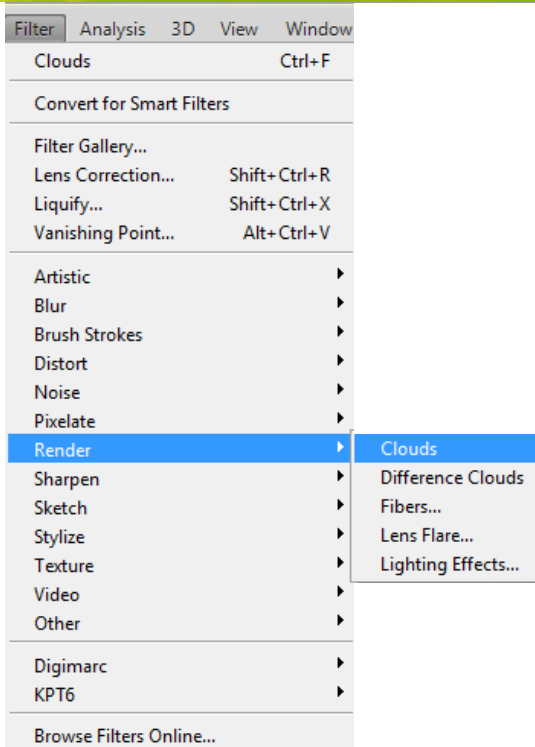 Filter Analysis 3D View Window
Clouds Ctrl+F
Convert for Smart Filters
Filter Gallery...
Lens Correction... Shift+Ctrl+R
Liquify... Shift+Ctrl+X
Vanishing Point... Alt+Ctrl+V
Artistic
Blur
Brush Strokes
Distort
Noise
Pixelate
Render
Clouds
Difference Clouds
Fibers...
Lens Flare...
Lighting Effects...
Sharpen
Sketch
Stylize
Texture
Video
Other
Digimarc
KPT6
Browse Filters Online...